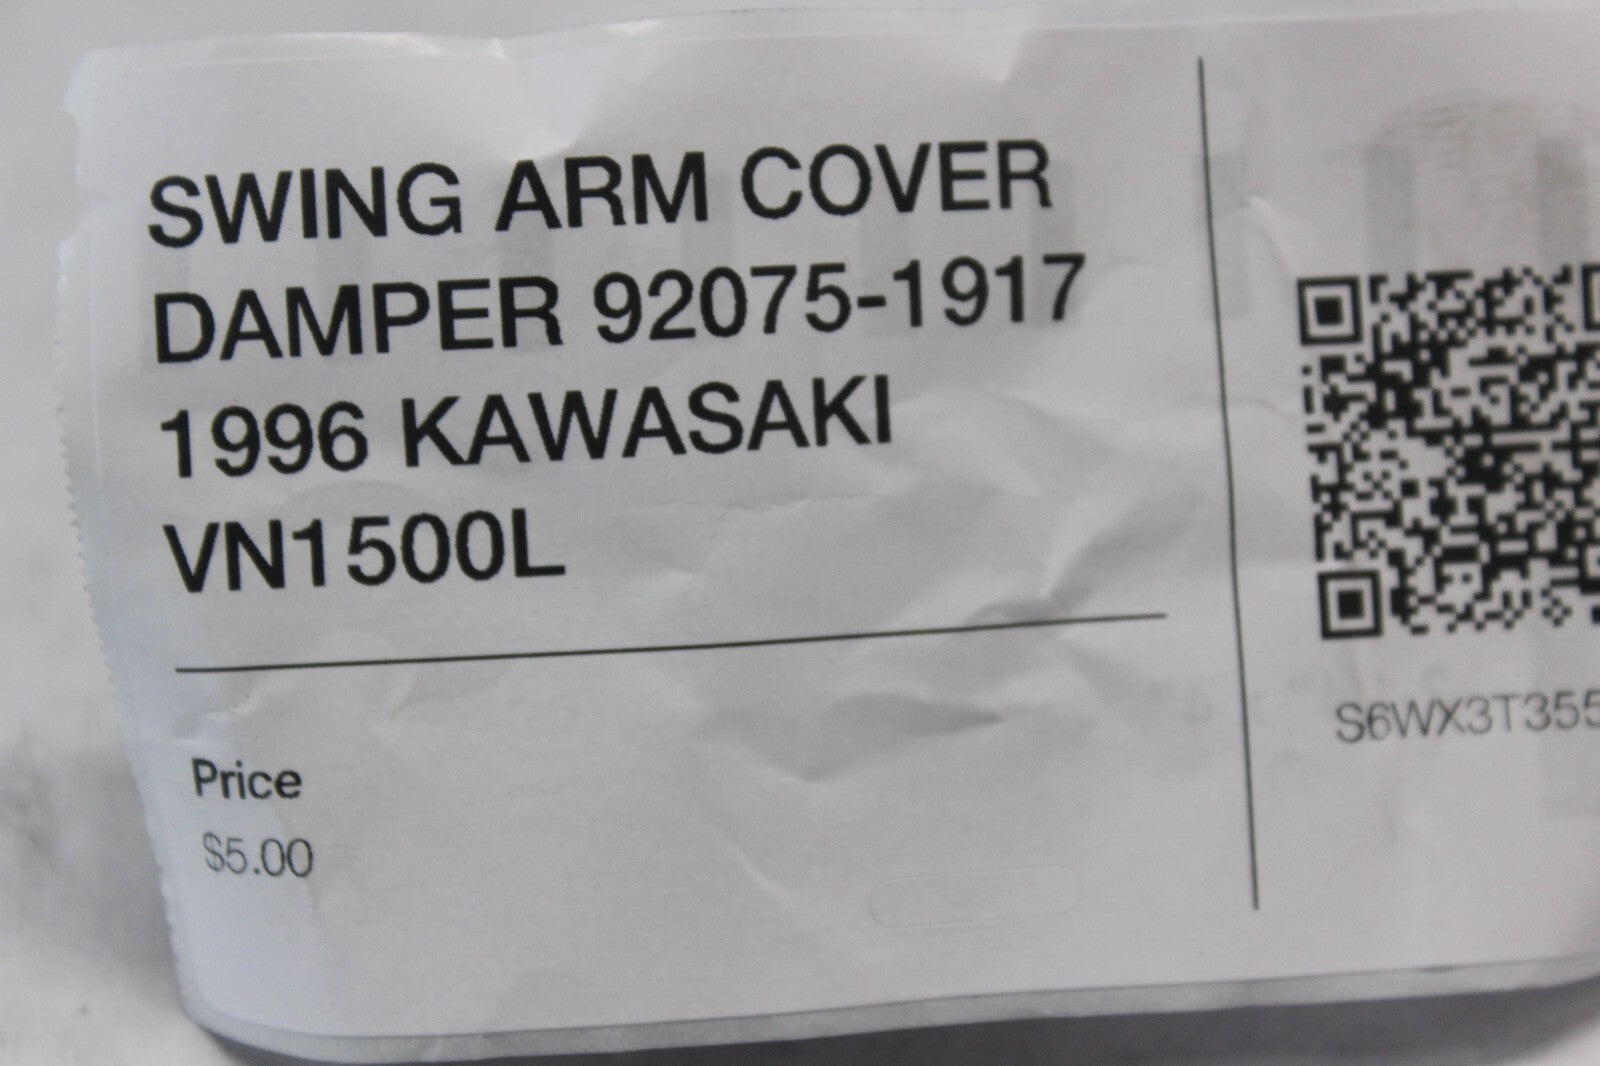 SWING ARM COVER
DAMPER 92075-1917
1996 KAWASAKI
VN1500L
Price
$5.00
S6WX3T355